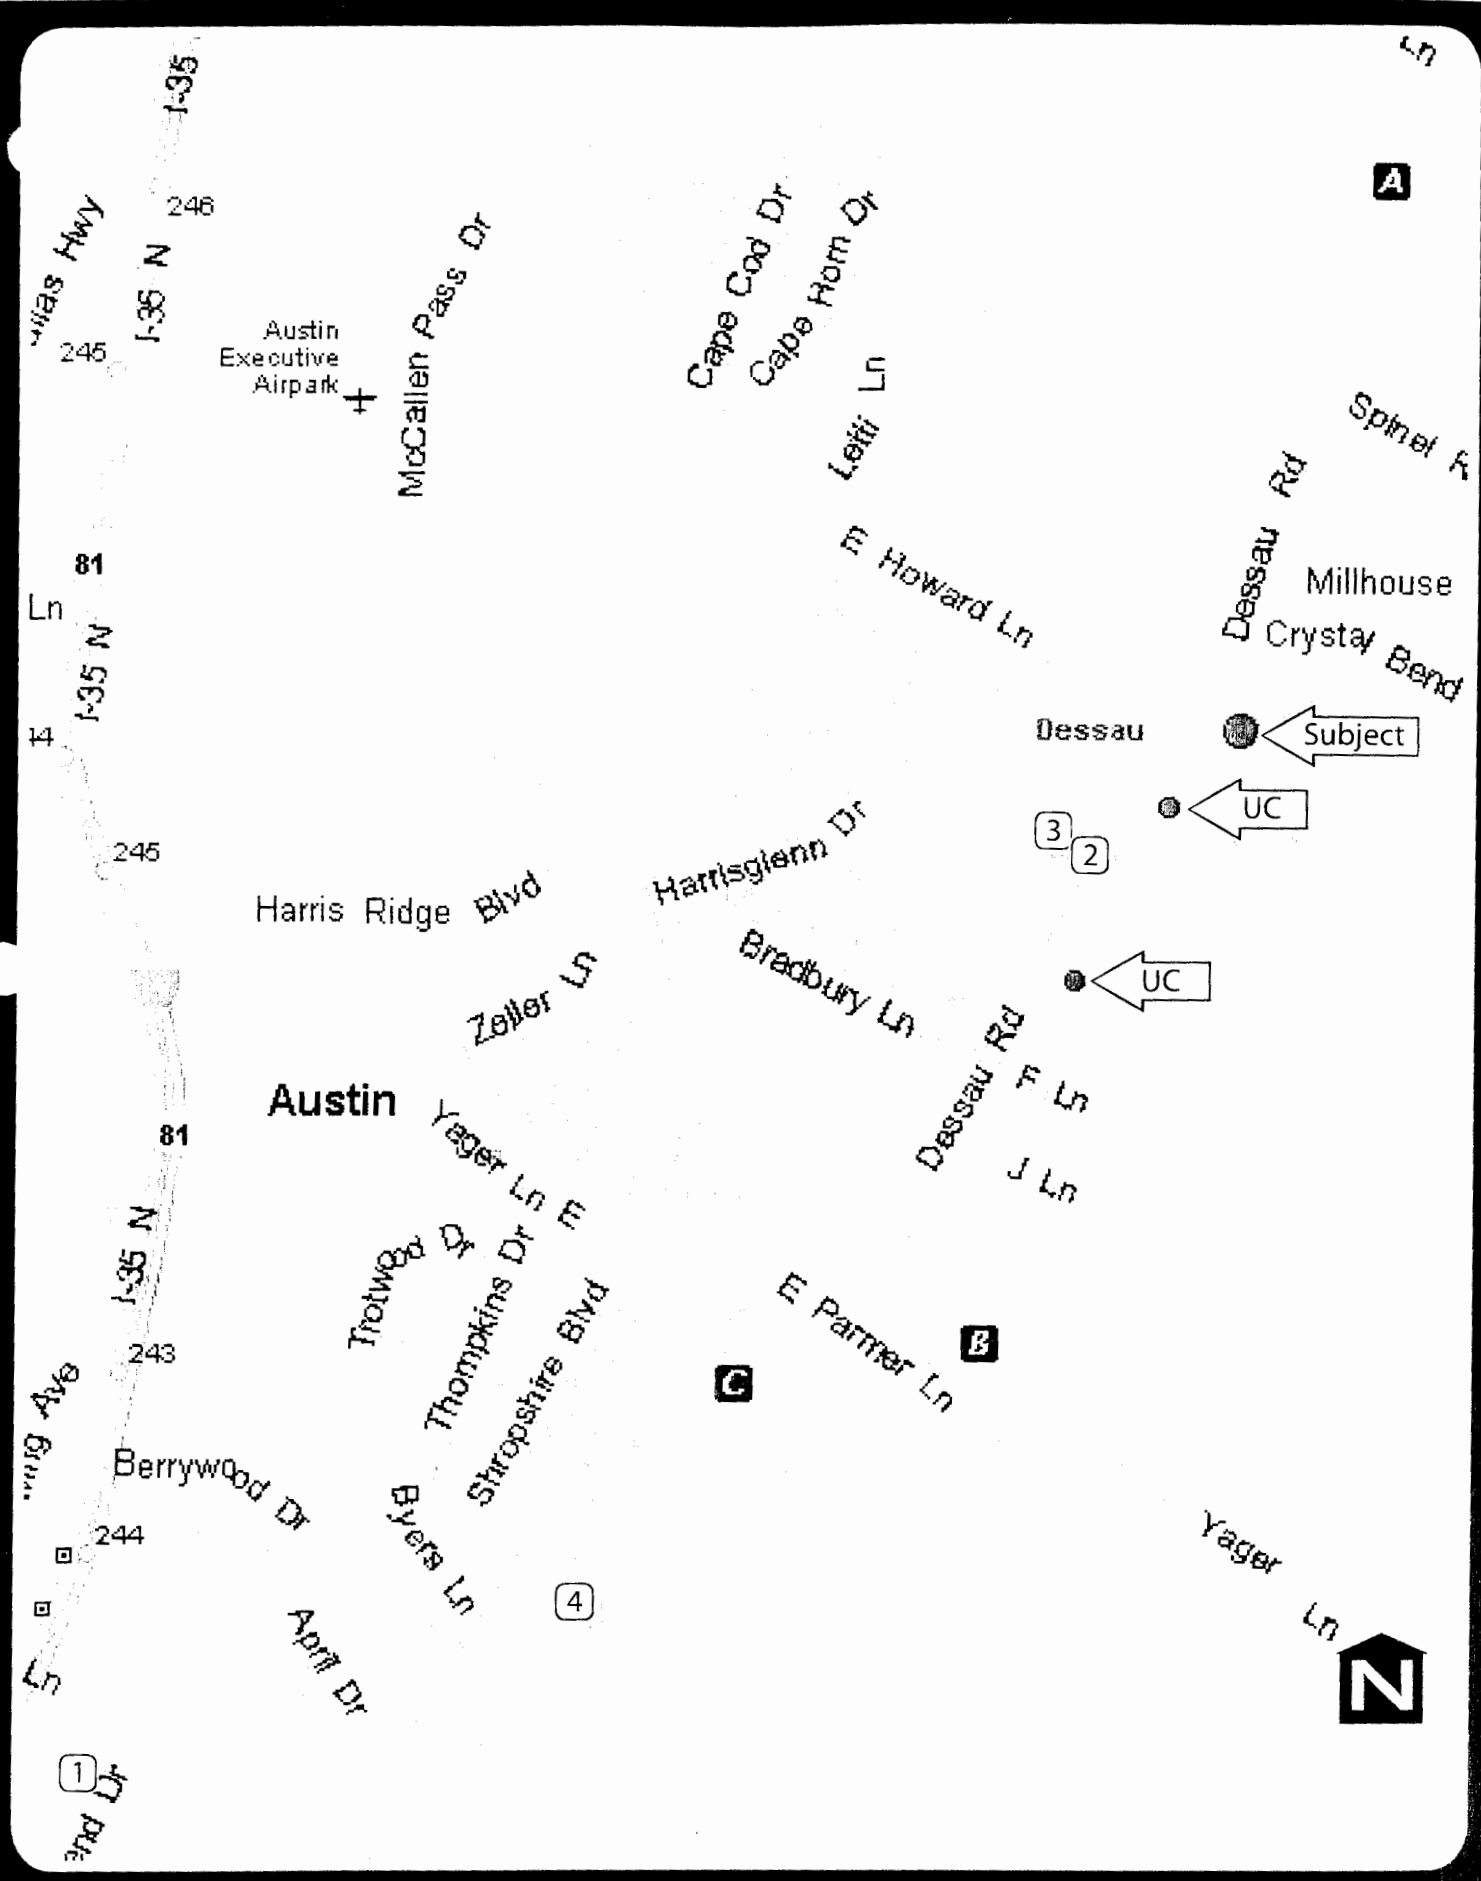 Ln
I-35
A
246
Hwy
I-35 N
McCallen Pass Dr
Cape Cod Dr
Cape Horn Dr
Austin
Executive
Airpark
245
Ln
Spinel R
Dessau Rd
E Howard Ln
81
Millhouse
Ln
Crystal Bend
I-35 N
Dessau
Subject
UC
3
2
245
Harrisglenn Dr
Harris Ridge Blvd
Bradbury Ln
UC
Zeller Ln
Dessau Rd
F Ln
Austin
Yager Ln E
81
J Ln
I-35 N
Trotwood Dr
Thompkins Dr
Shropshire Blvd
E Parmer Ln
B
C
243
Ave
Berrywood Dr
Byers Ln
244
Yager Ln
4
April Dr
Ln
N
1
Dr